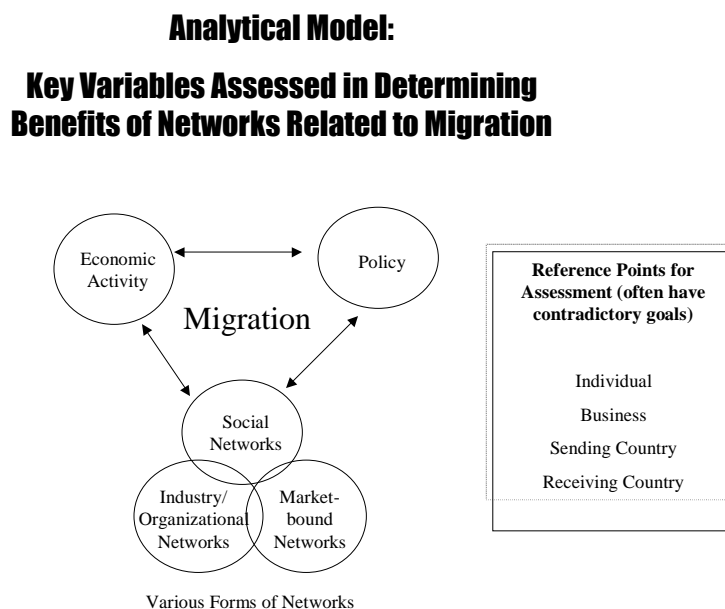 Analytical Model:
Key Variables Assessed in Determining
Benefits of Networks Related to Migration
Economic
Activity
Policy
Migration
Social
Networks
Industry/
Organizational
Networks
Market-
bound
Networks
Various Forms of Networks
Reference Points for
Assessment (often have
contradictory goals)
Individual
Business
Sending Country
Receiving Country